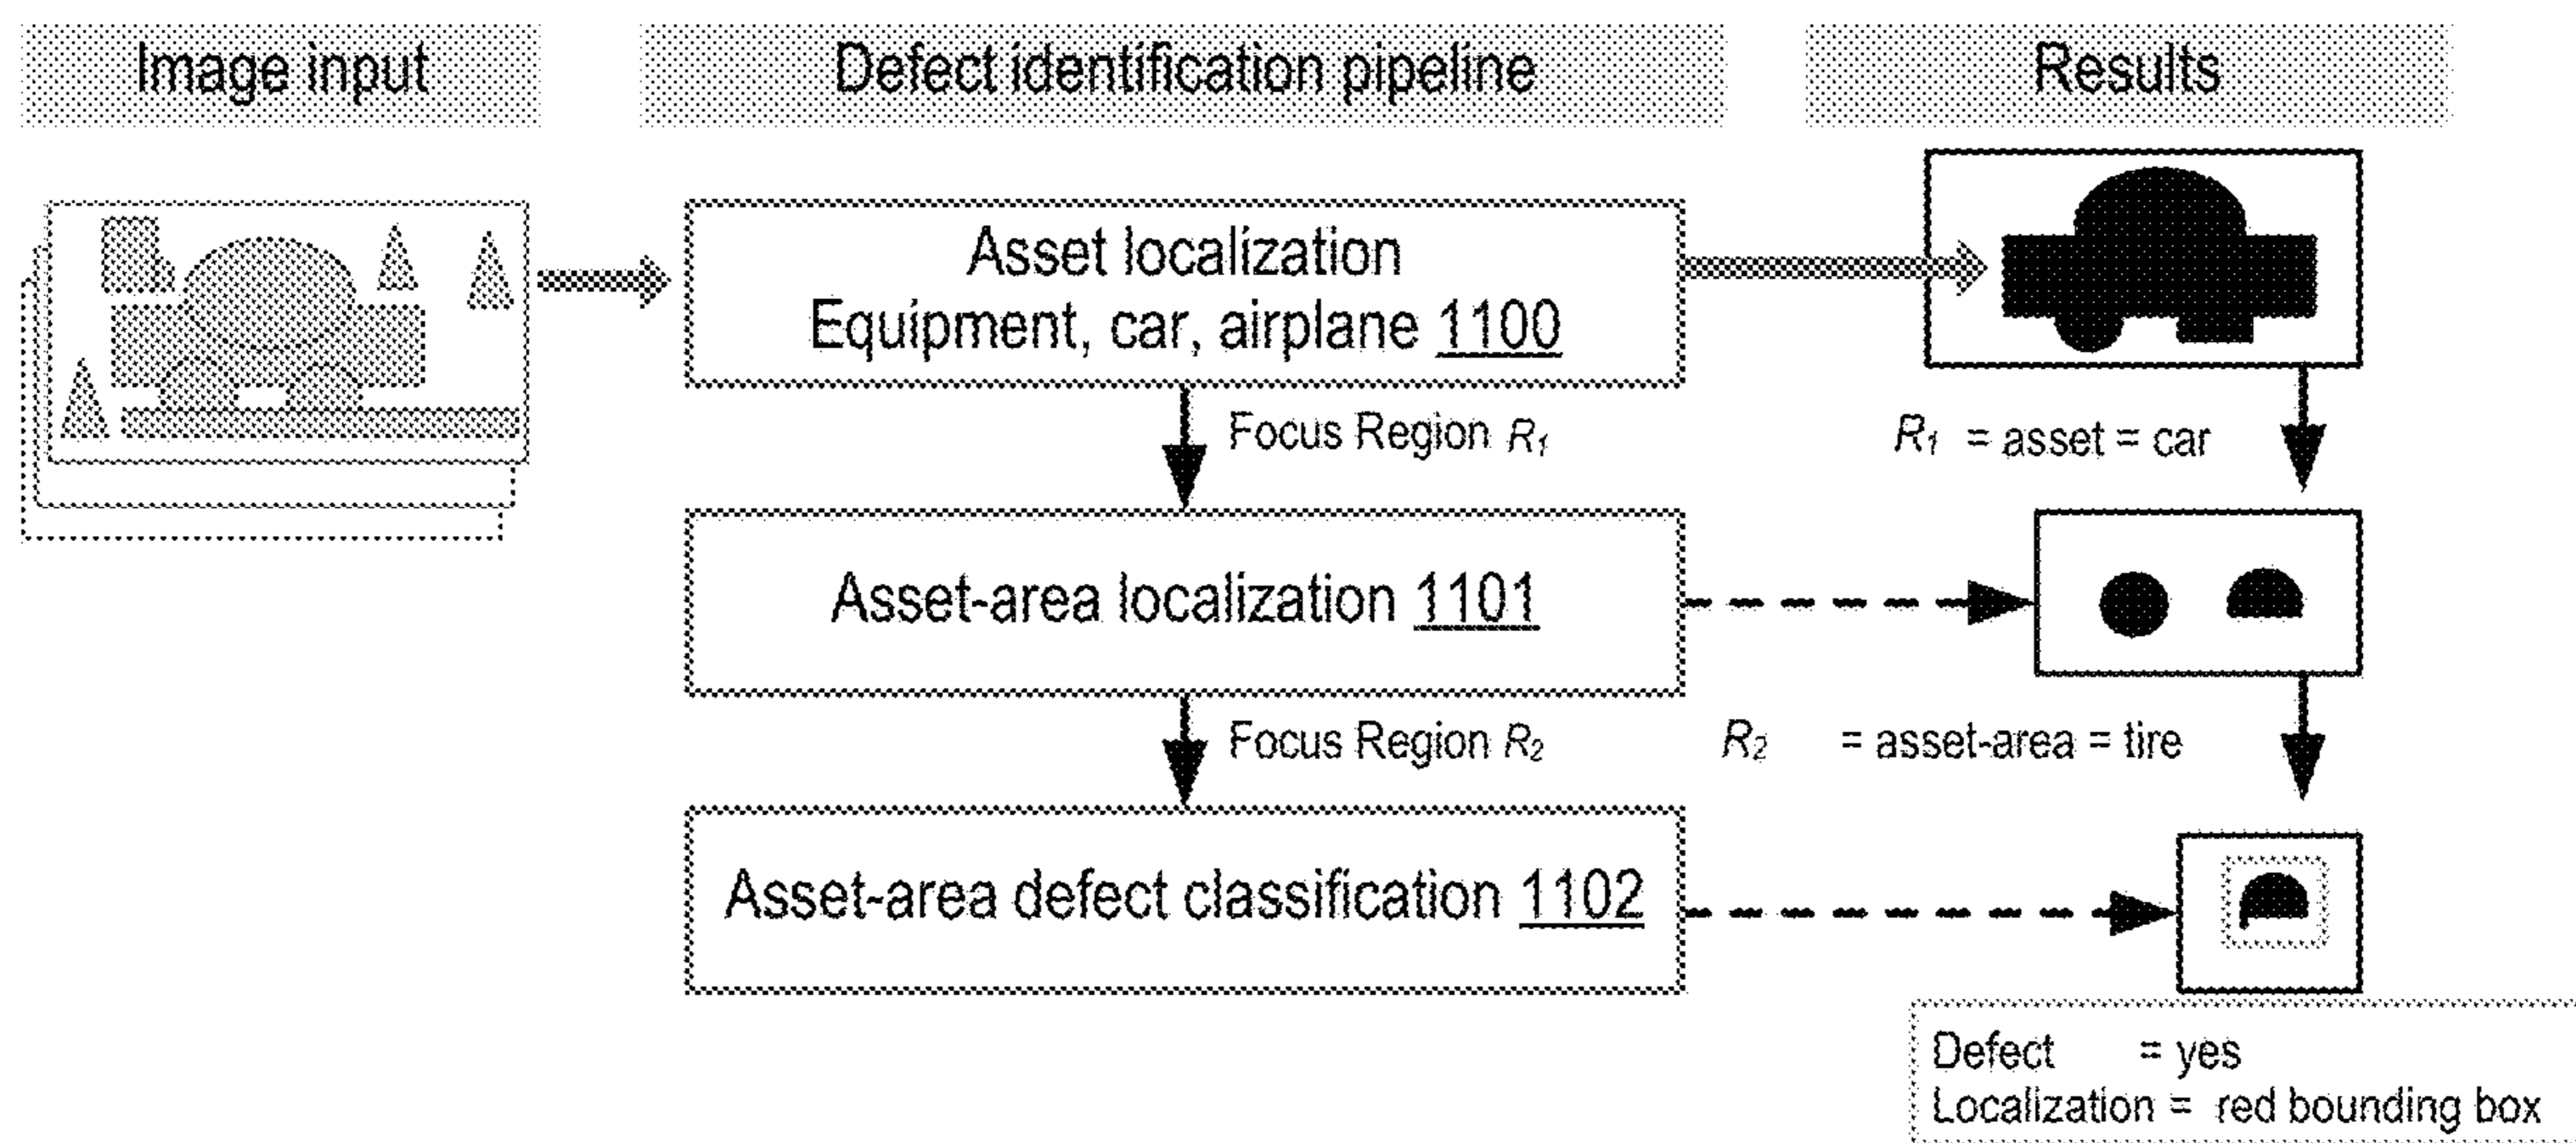 Image input
Defect identification pipeline
Results
Asset localization
Equipment, car, airplane 1100
Focus Region R₁
R₁ = asset = car
Asset-area localization 1101
Focus Region R₂
R₂ = asset-area = tire
Asset-area defect classification 1102
Defect = yes
Localization = red bounding box